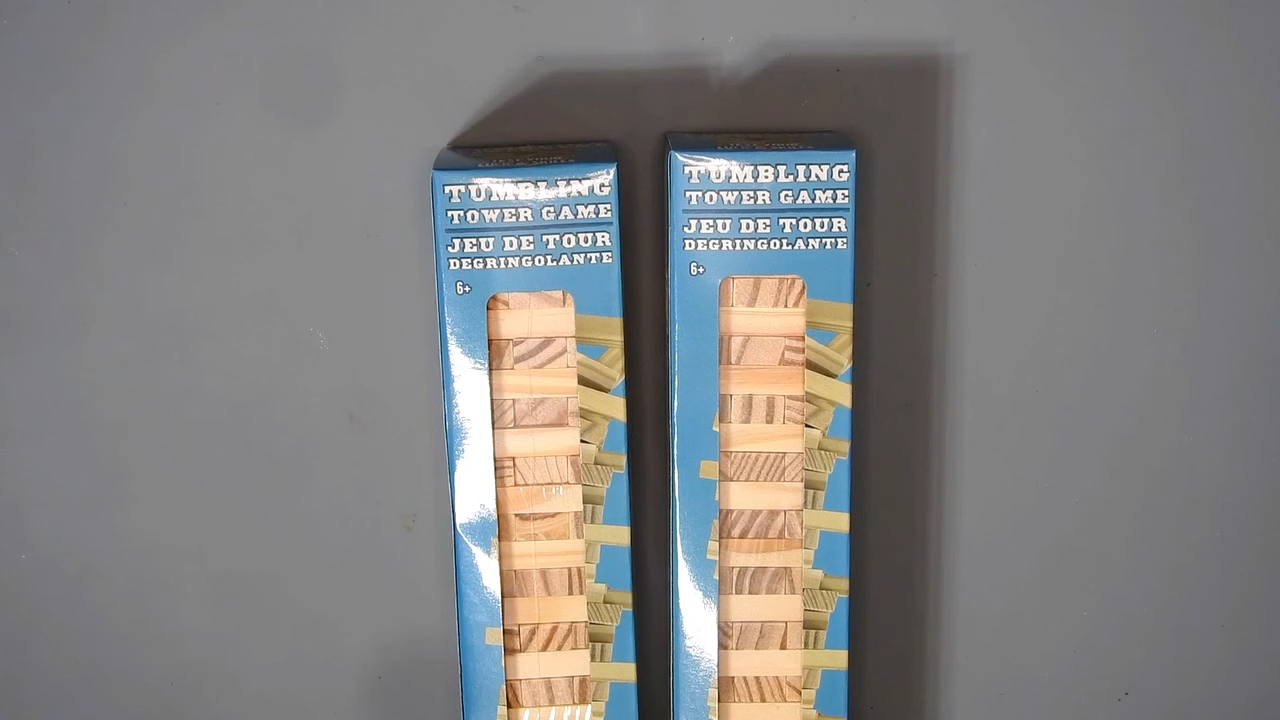 TUMBLING
TOWER GAME
JEU DE TOUR
DEGRINGOLANTE
6+
TUMBLING
TOWER GAME
JEU DE TOUR
DEGRINGOLANTE
6+